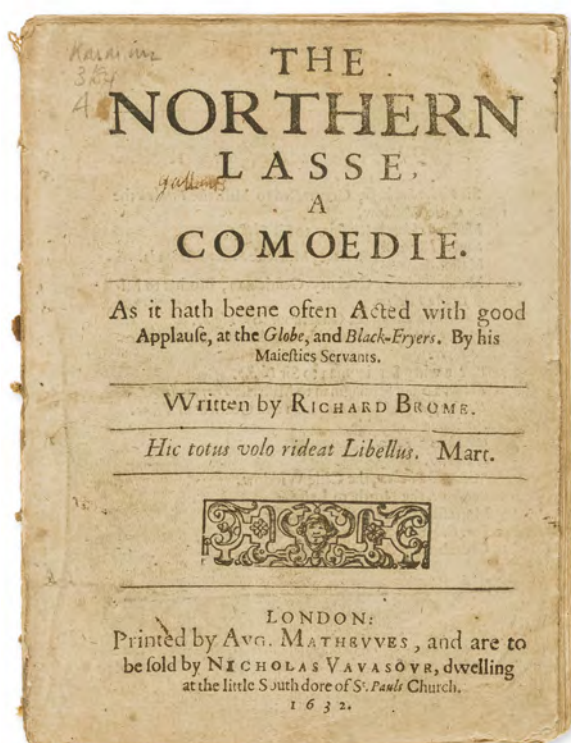 THE
NORTHERN
LASSE,
A
COMOEDIE.
As it hath beene often Acted with good
Applauſe, at the Globe, and Black-Fryers. By his
Maieſties Servants.
Written by RICHARD BROME.
Hic totus volo rideat Libellus. Mart.
LONDON:
Printed by AVG. MATHEVVES, and are to
be ſold by NICHOLAS VAVASOVR, dwelling
at the little South dore of St. Pauls Church.
1632.